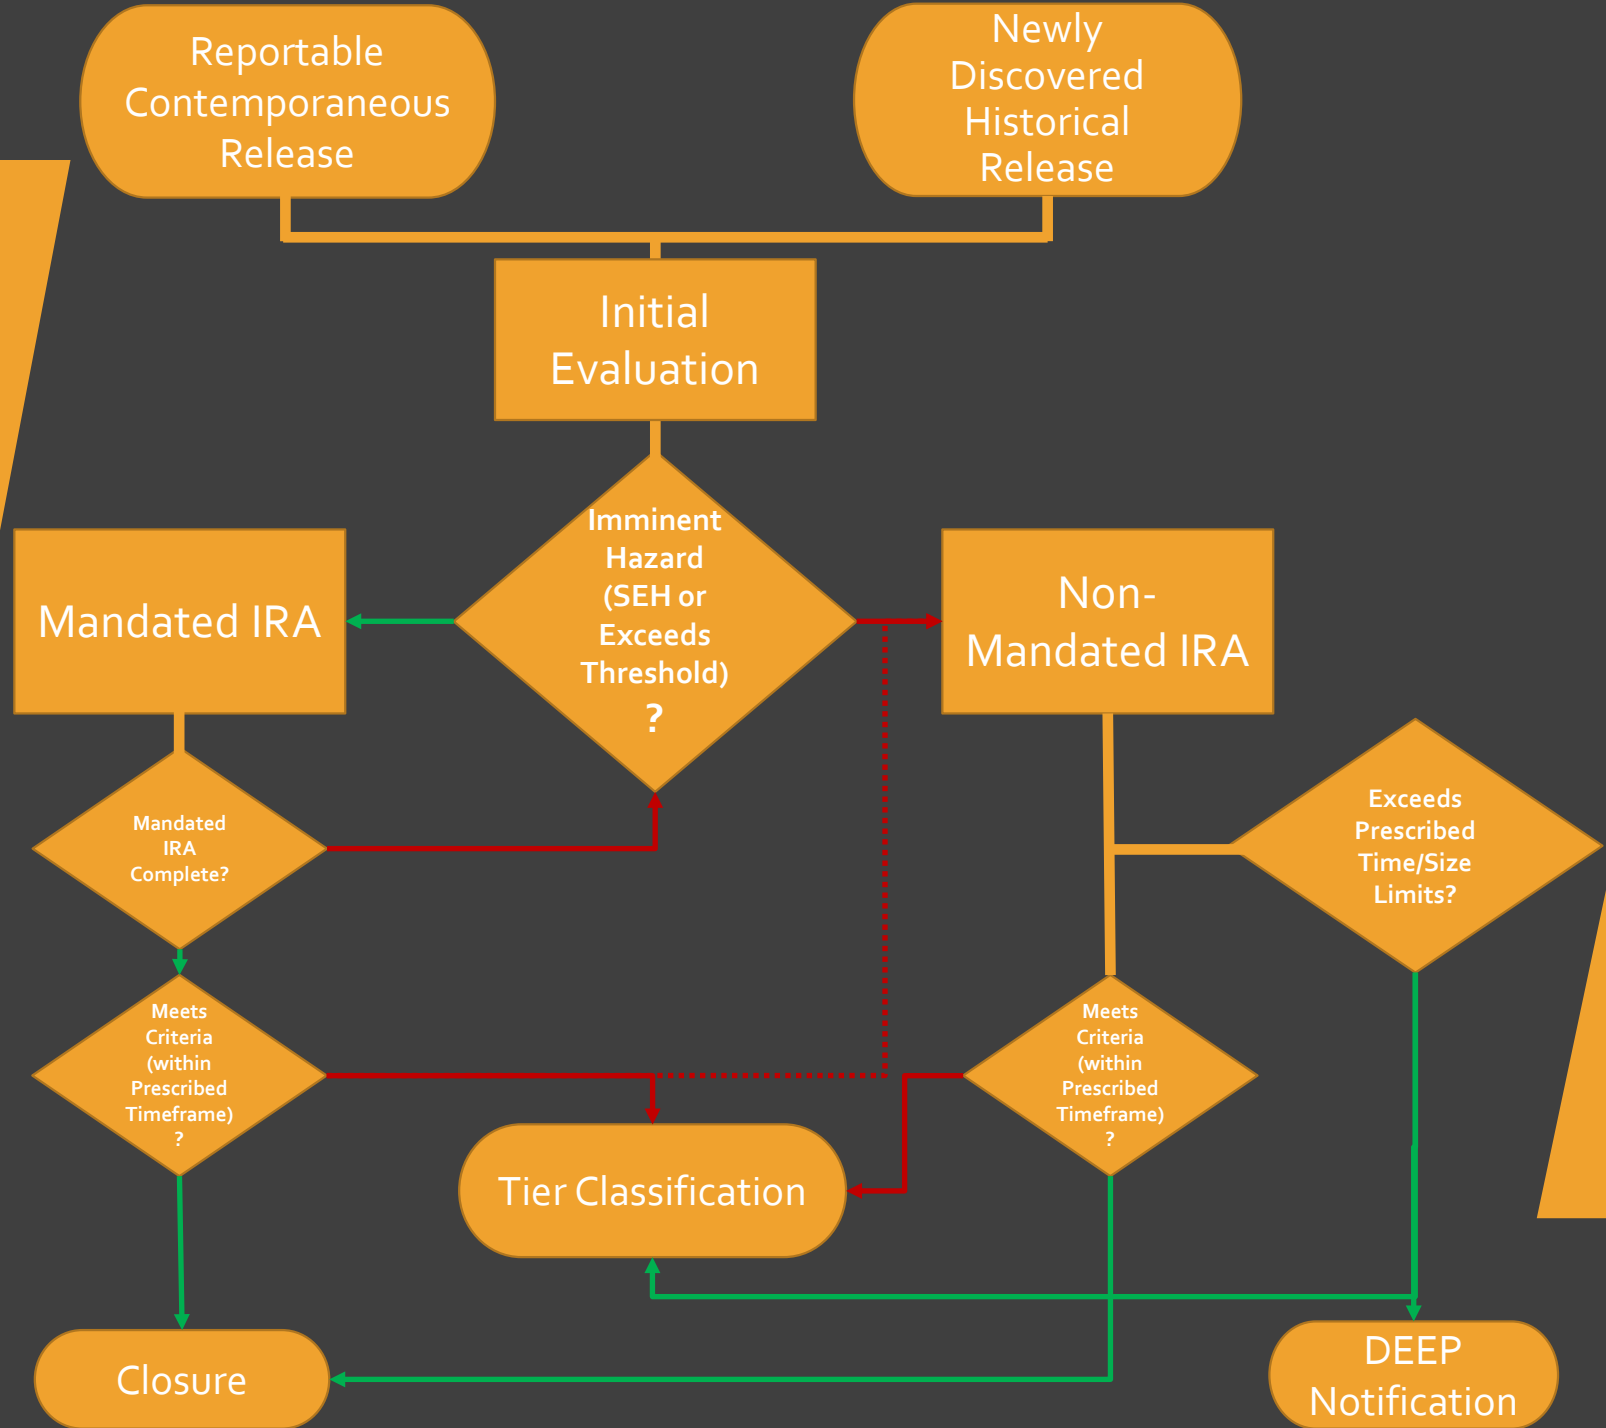 Reportable
Contemporaneous
Release
Newly
Discovered
Historical
Release
Initial
Evaluation
Imminent
Hazard
(SEH or
Exceeds
Threshold)
?
Mandated IRA
Non-
Mandated IRA
Mandated
IRA
Complete?
Exceeds
Prescribed
Time/Size
Limits?
Meets
Criteria
(within
Prescribed
Timeframe)
?
Meets
Criteria
(within
Prescribed
Timeframe)
?
Tier Classification
Closure
DEEP
Notification